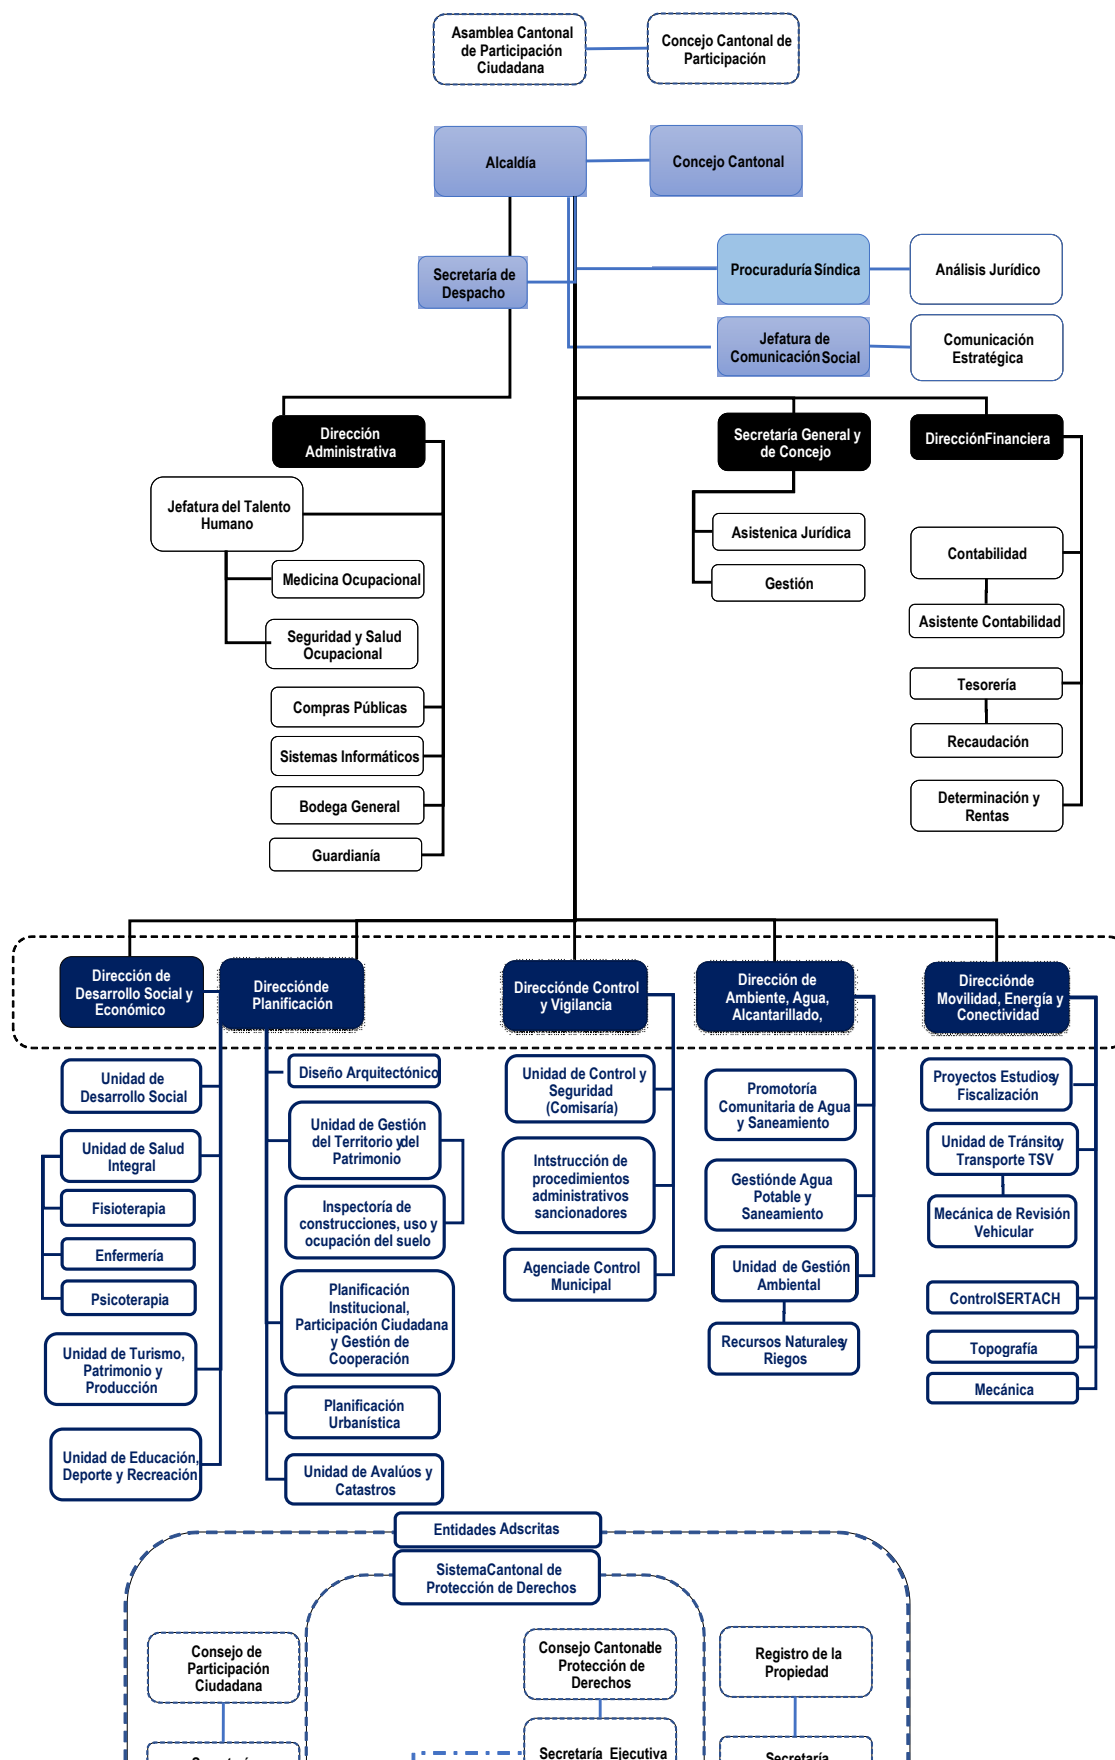 Asamblea Cantonal
de Participación
Ciudadana
Concejo Cantonal de
Participación
Alcaldía
Concejo Cantonal
Secretaría de
Despacho
Procuraduría Síndica
Análisis Jurídico
Jefatura de
Comunicación Social
Comunicación
Estratégica
Dirección
Administrativa
Secretaría General y
de Concejo
DirecciónFinanciera
Jefatura del Talento
Humano
Medicina Ocupacional
Seguridad y Salud
Ocupacional
Compras Públicas
Sistemas Informáticos
Bodega General
Guardianía
Asistenica Jurídica
Gestión
Contabilidad
Asistente Contabilidad
Tesorería
Recaudación
Determinación y
Rentas
Dirección de
Desarrollo Social y
Económico
Direcciónde
Planificación
Direcciónde Control
y Vigilancia
Dirección de
Ambiente, Agua,
Alcantarillado,
Direcciónde
Movilidad, Energía y
Conectividad
Unidad de
Desarrollo Social
Unidad de Salud
Integral
Fisioterapia
Enfermería
Psicoterapia
Unidad de Turismo,
Patrimonio y
Producción
Unidad de Educación,
Deporte y Recreación
Diseño Arquitectónico
Unidad de Gestión
del Territorio y del
Patrimonio
Inspectoría de
construcciones, uso y
ocupación del suelo
Planificación
Institucional,
Participación Ciudadana
y Gestión de
Cooperación
Planificación
Urbanística
Unidad de Avalúos y
Catastros
Unidad de Control y
Seguridad
(Comisaría)
Intstrucción de
procedimientos
administrativos
sancionadores
Agenciade Control
Municipal
Promotoría
Comunitaria de Agua
y Saneamiento
Gestiónde Agua
Potable y
Saneamiento
Unidad de Gestión
Ambiental
Recursos Naturales y
Riegos
Proyectos Estudios y
Fiscalización
Unidad de Tránsito y
Transporte TSV
Mecánica de Revisión
Vehicular
ControlSERTACH
Topografía
Mecánica
Entidades Adscritas
SistemaCantonal de
Protección de Derechos
Consejo de
Participación
Ciudadana
Consejo Cantonal de
Protección de
Derechos
Registro de la
Propiedad
Secretaría Ejecutiva
Secretaría